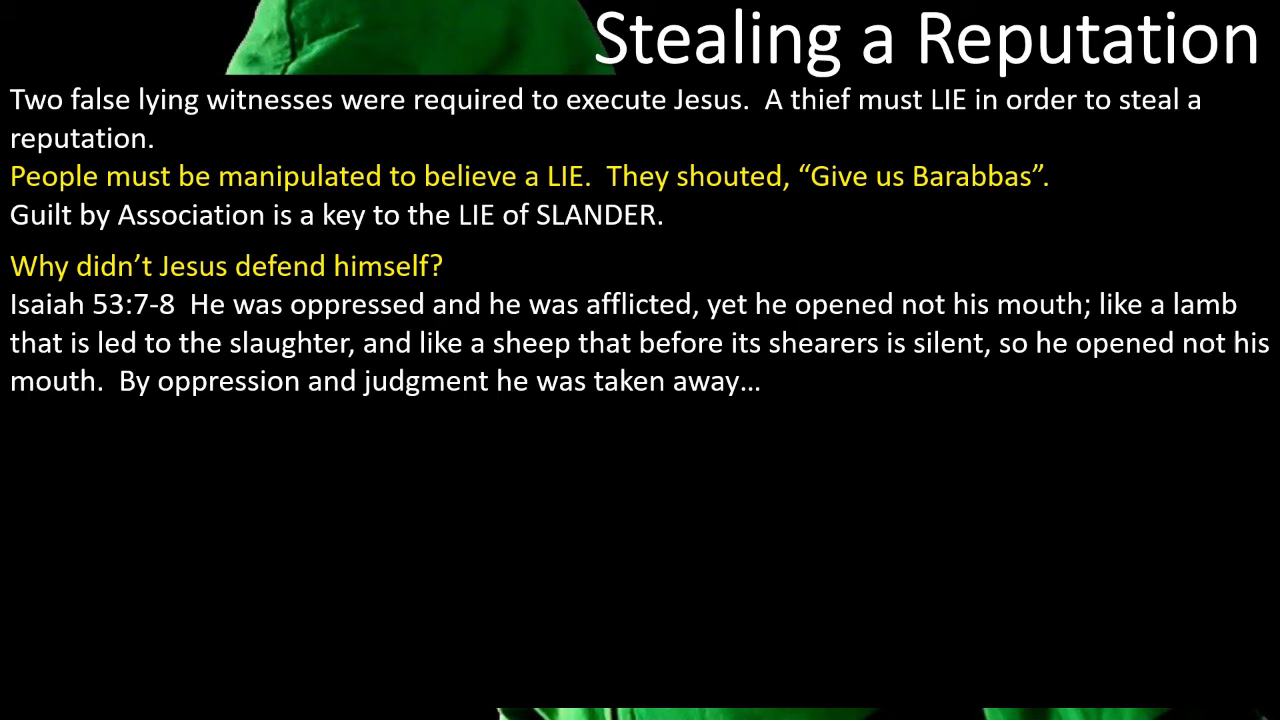 Stealing a Reputation
Two false lying witnesses were required to execute Jesus.  A thief must LIE in order to steal a
reputation.
People must be manipulated to believe a LIE.  They shouted, “Give us Barabbas”.
Guilt by Association is a key to the LIE of SLANDER.
Why didn’t Jesus defend himself?
Isaiah 53:7-8  He was oppressed and he was afflicted, yet he opened not his mouth; like a lamb
that is led to the slaughter, and like a sheep that before its shearers is silent, so he opened not his
mouth.  By oppression and judgment he was taken away…